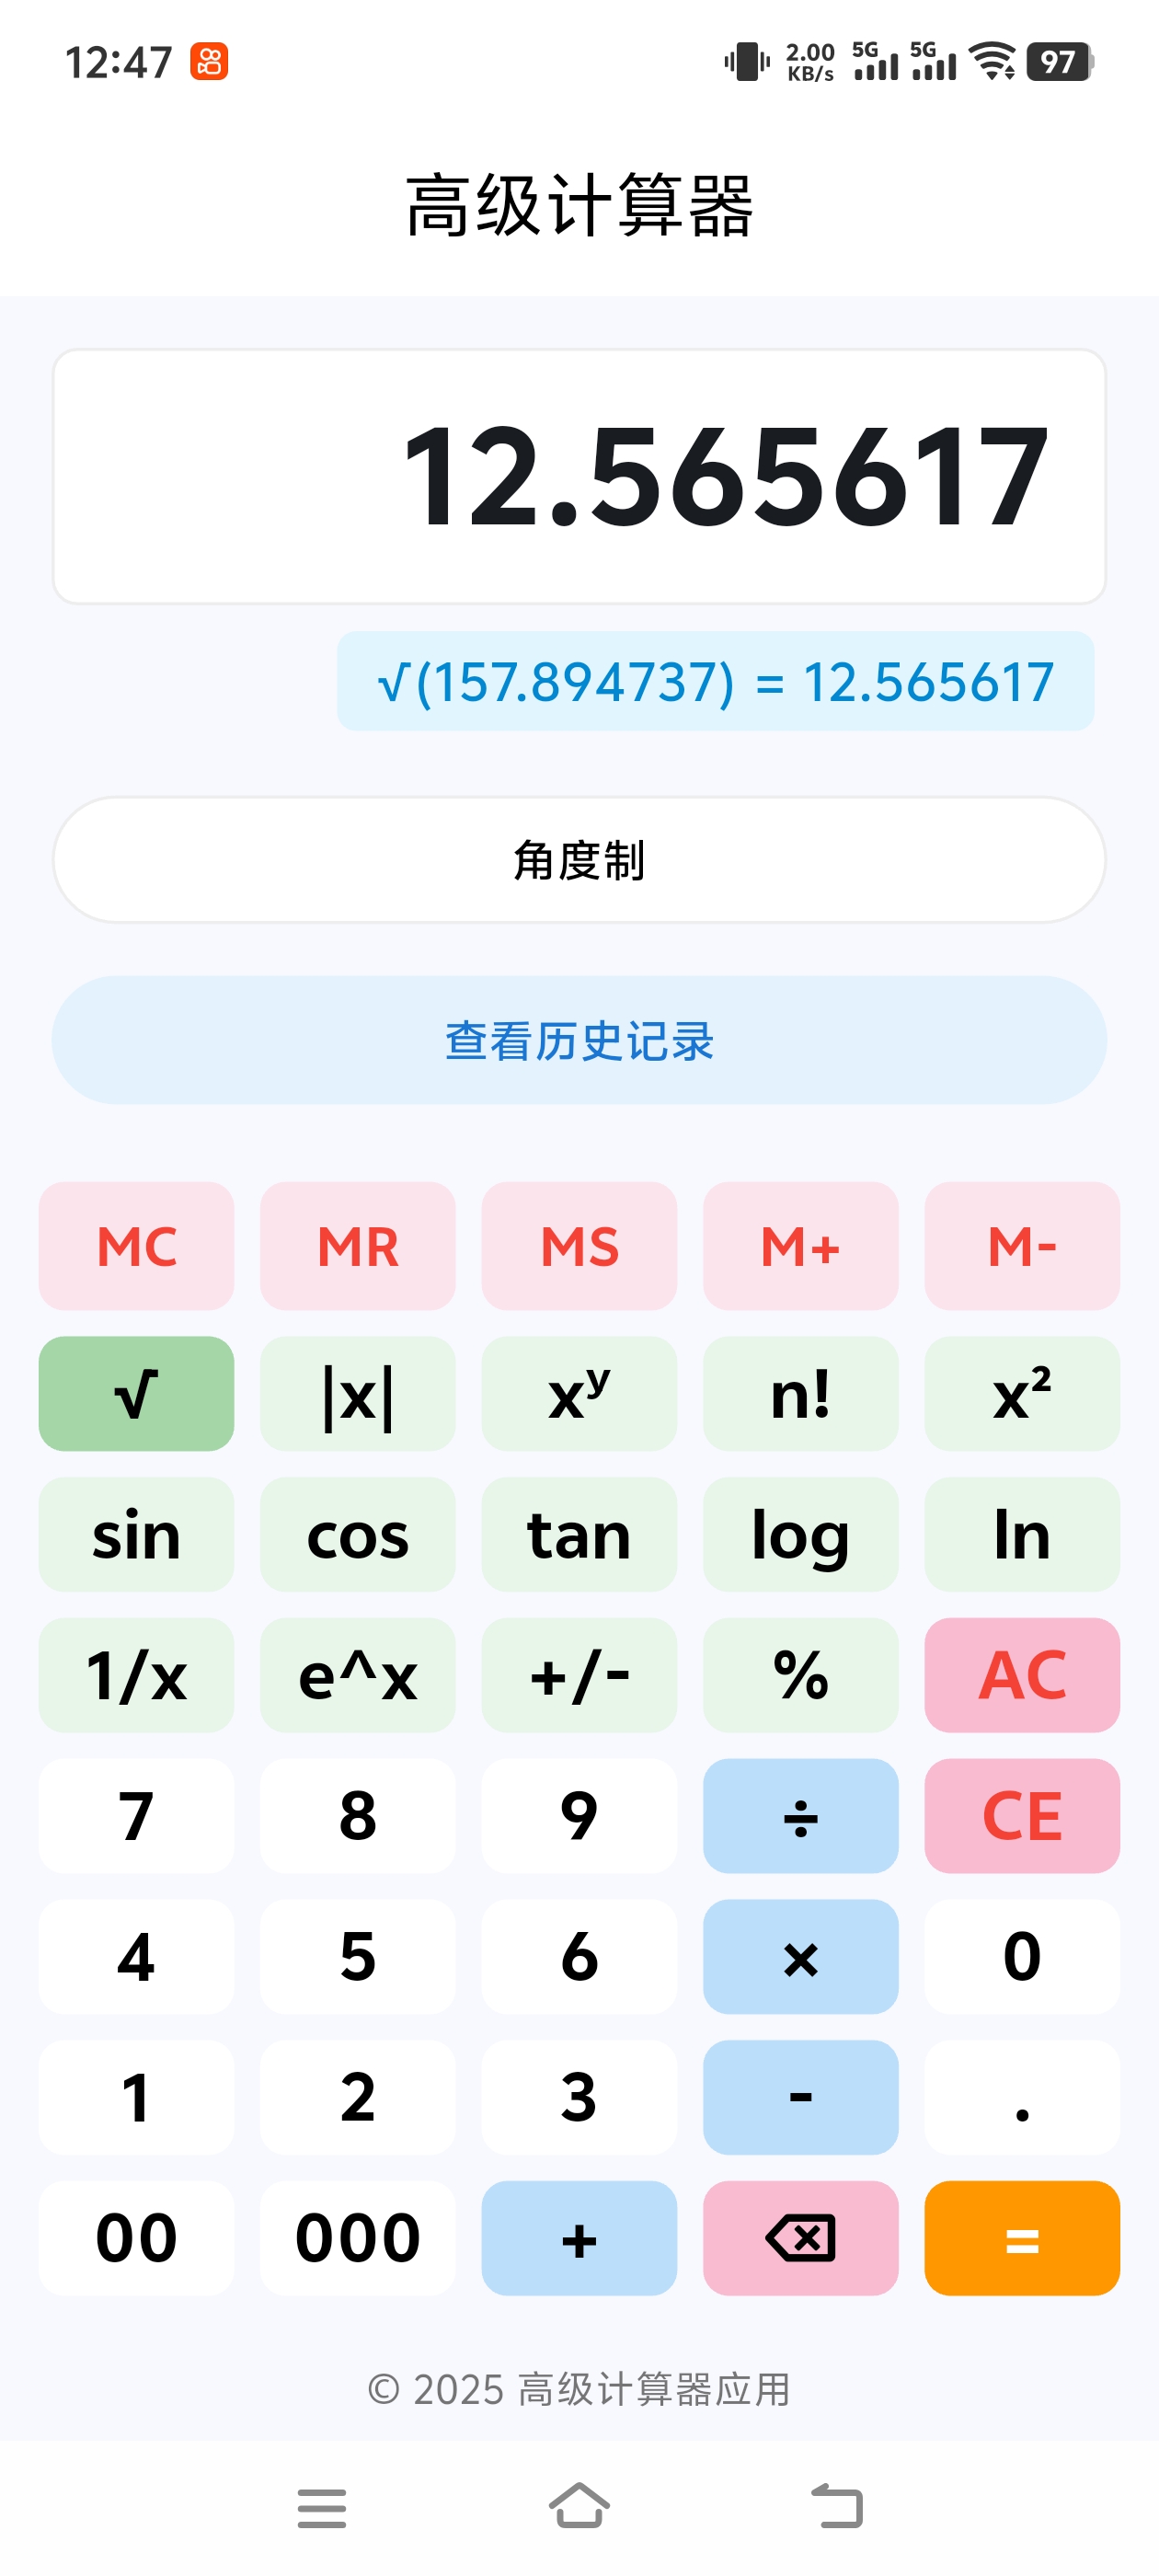 12:47
2.00 KB/s 5G 5G 97
高级计算器
12.565617
√(157.894737) = 12.565617
角度制
查看历史记录
MC MR MS M+ M-
√ |x| xʸ n! x²
sin cos tan log ln
1/x e^x +/- % AC
7 8 9 ÷ CE
4 5 6 × 0
1 2 3 - .
00 000 + =
© 2025 高级计算器应用